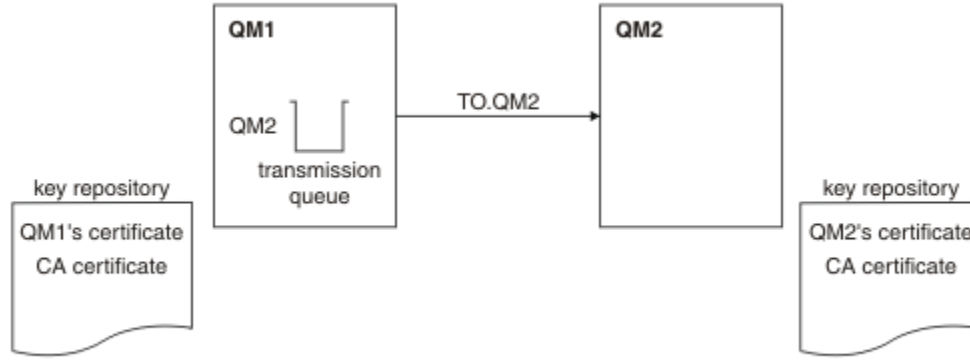 QM1
QM2
TO.QM2
QM2
transmission
queue
key repository
QM1's certificate
CA certificate
key repository
QM2's certificate
CA certificate